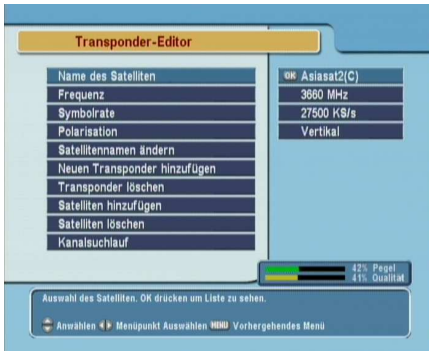 Transponder-Editor
Name des Satelliten OK Asiasat2(C)
Frequenz 3660 MHz
Symbolrate 27500 KS/s
Polarisation Vertikal
Satellitennamen ändern
Neuen Transponder hinzufügen
Transponder löschen
Satelliten hinzufügen
Satelliten löschen
Kanalsuchlauf
42% Pegel
41% Qualität
Auswahl des Satelliten. OK drücken um Liste zu sehen.
Anwählen Menüpunkt Auswählen MENU Vorhergehendes Menü